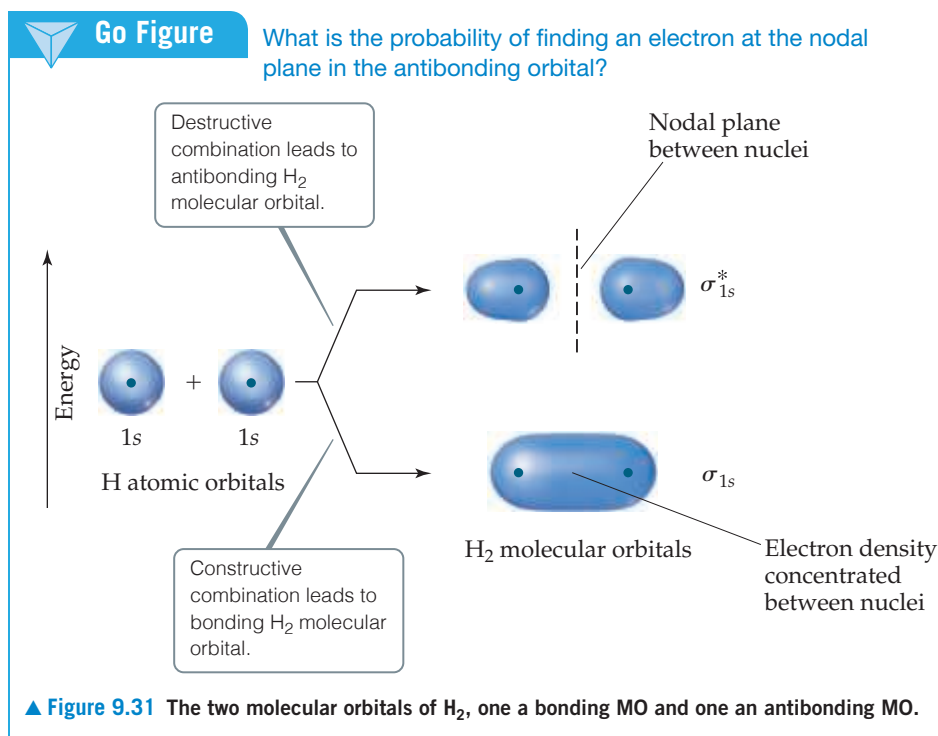 Go Figure
What is the probability of finding an electron at the nodal
plane in the antibonding orbital?
Destructive
combination leads to
antibonding H₂
molecular orbital.
Nodal plane
between nuclei
σ*₁ₛ
Energy
+
1s
1s
H atomic orbitals
σ₁ₛ
H₂ molecular orbitals
Electron density
concentrated
between nuclei
Constructive
combination leads to
bonding H₂ molecular
orbital.
▲ Figure 9.31 The two molecular orbitals of H₂, one a bonding MO and one an antibonding MO.